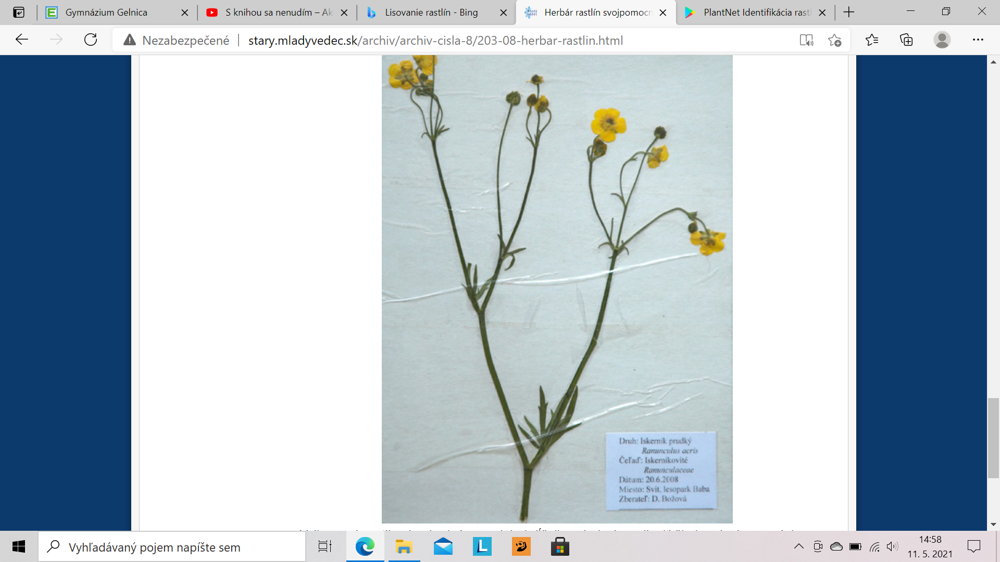 Gymnázium Gelnica
S knihou sa nenudím – Ak
Lisovanie rastlín - Bing
Herbár rastlín svojpomocn
PlantNet Identifikácia rastl
Nezabezpečené
stary.mladyvedec.sk/archiv/archiv-cisla-8/203-08-herbar-rastlin.html
Druh: Iskerník prudký
Ranunculus acris
Čeľaď: Iskerníkovité
Ranunculaceae
Dátum: 20.6.2008
Miesto: Svit. lesopark Baba
Zberateľ: D. Božová
Vyhľadávaný pojem napíšte sem
14:58
11. 5. 2021